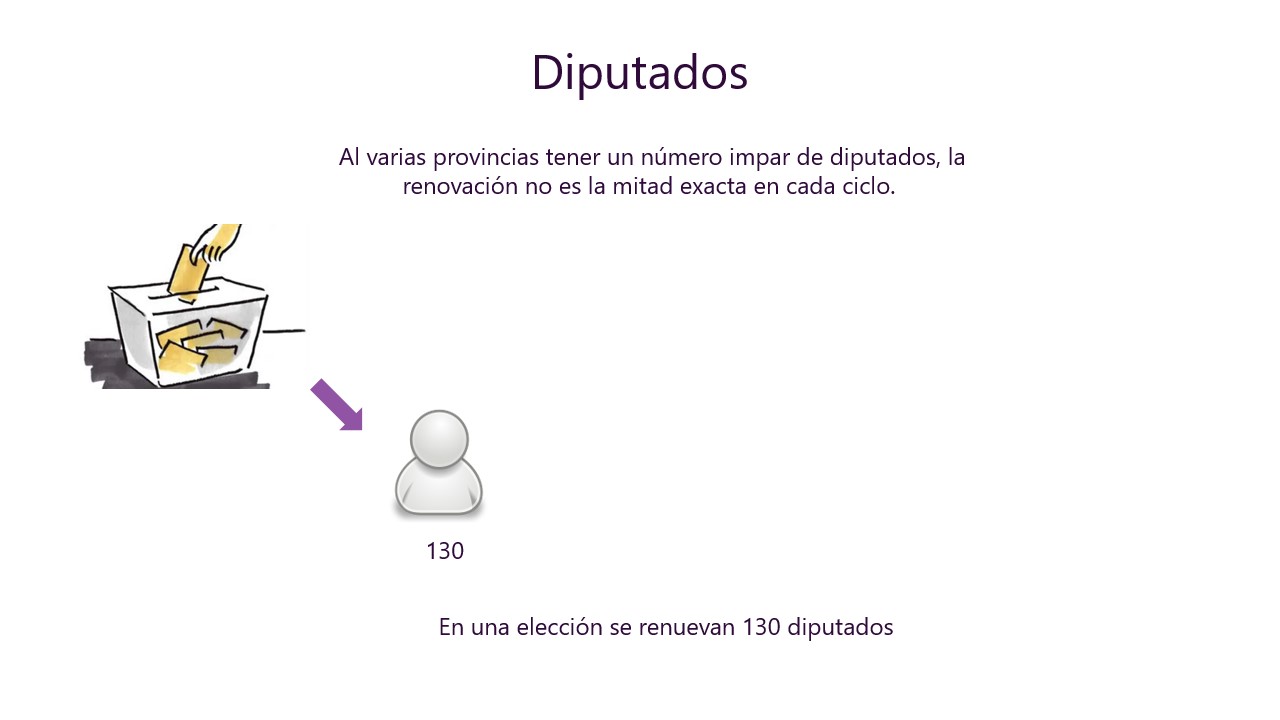 Diputados
Al varias provincias tener un número impar de diputados, la
renovación no es la mitad exacta en cada ciclo.
130
En una elección se renuevan 130 diputados